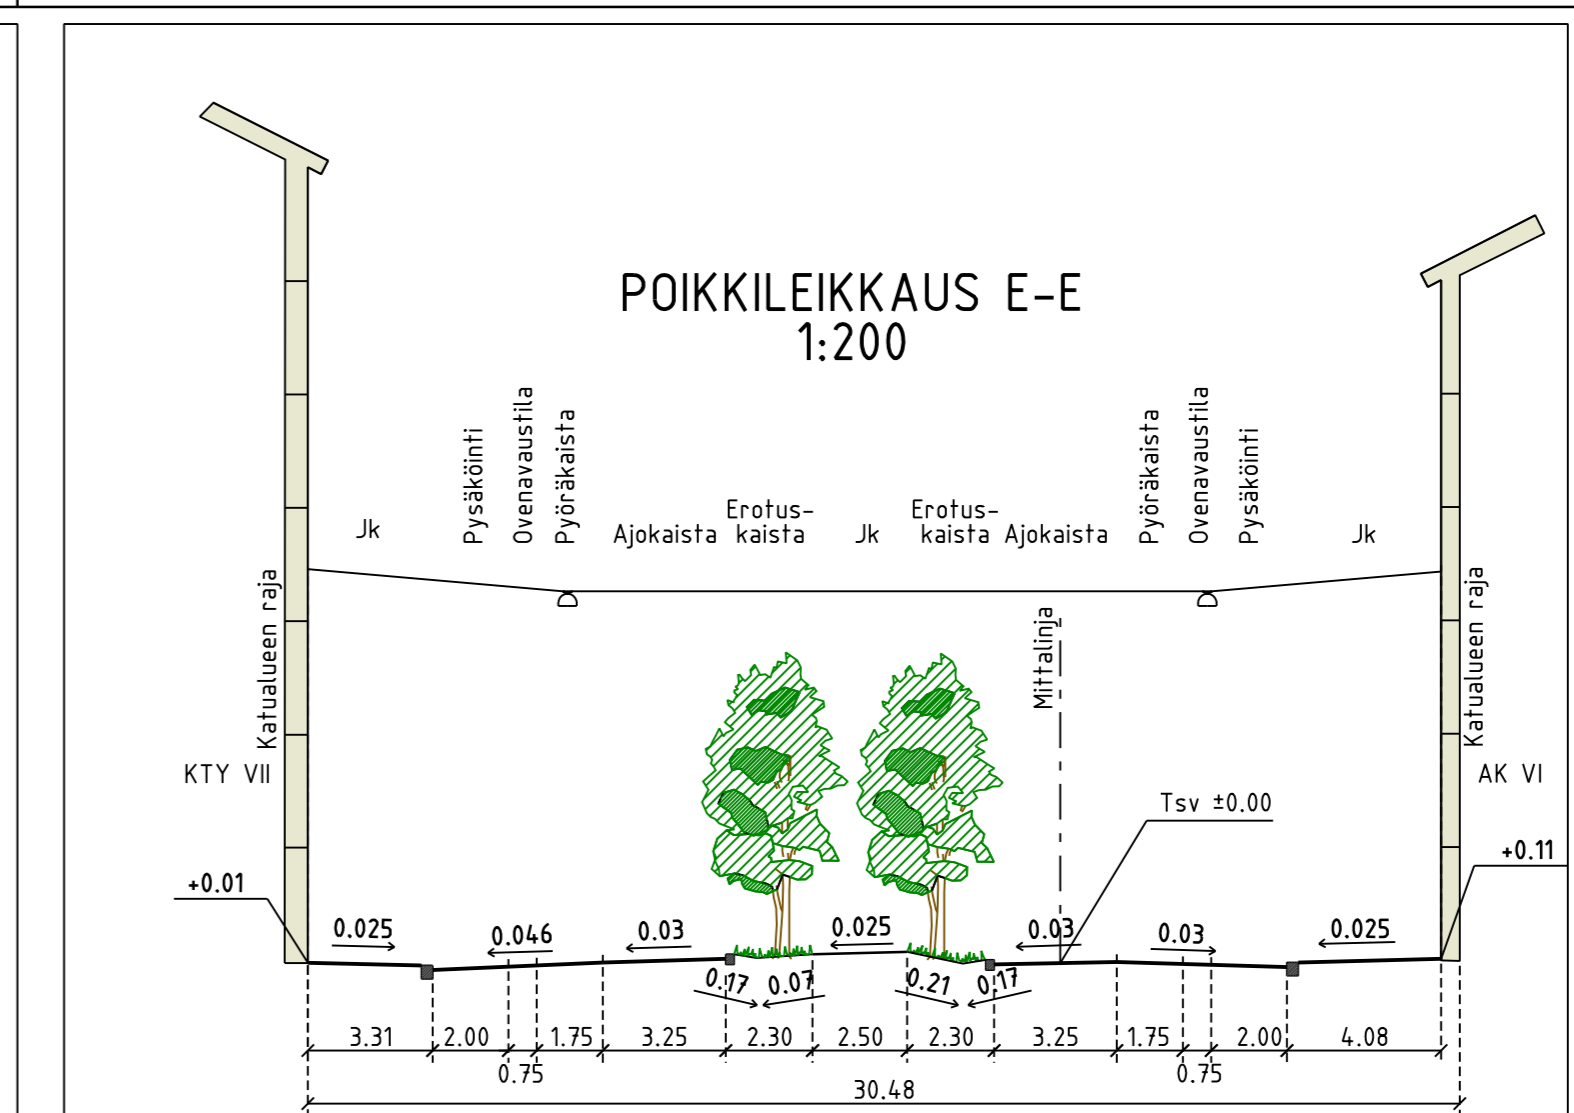 POIKKILEIKKAUS E-E
1:200
Jk
Pysäköinti
Ovenavaustila
Pyöräkaista
Ajokaista
Erotus-
kaista
Jk
Erotus-
kaista
Ajokaista
Pyöräkaista
Ovenavaustila
Pysäköinti
Jk
Katualueen raja
Mittalinja
Katualueen raja
KTY VII
AK VI
Tsv ±0.00
+0.01
+0.11
0.025
0.046
0.03
0.025
0.03
0.03
0.025
0.17
0.07
0.21
0.17
3.31
2.00
1.75
3.25
2.30
2.50
2.30
3.25
1.75
2.00
4.08
0.75
0.75
30.48